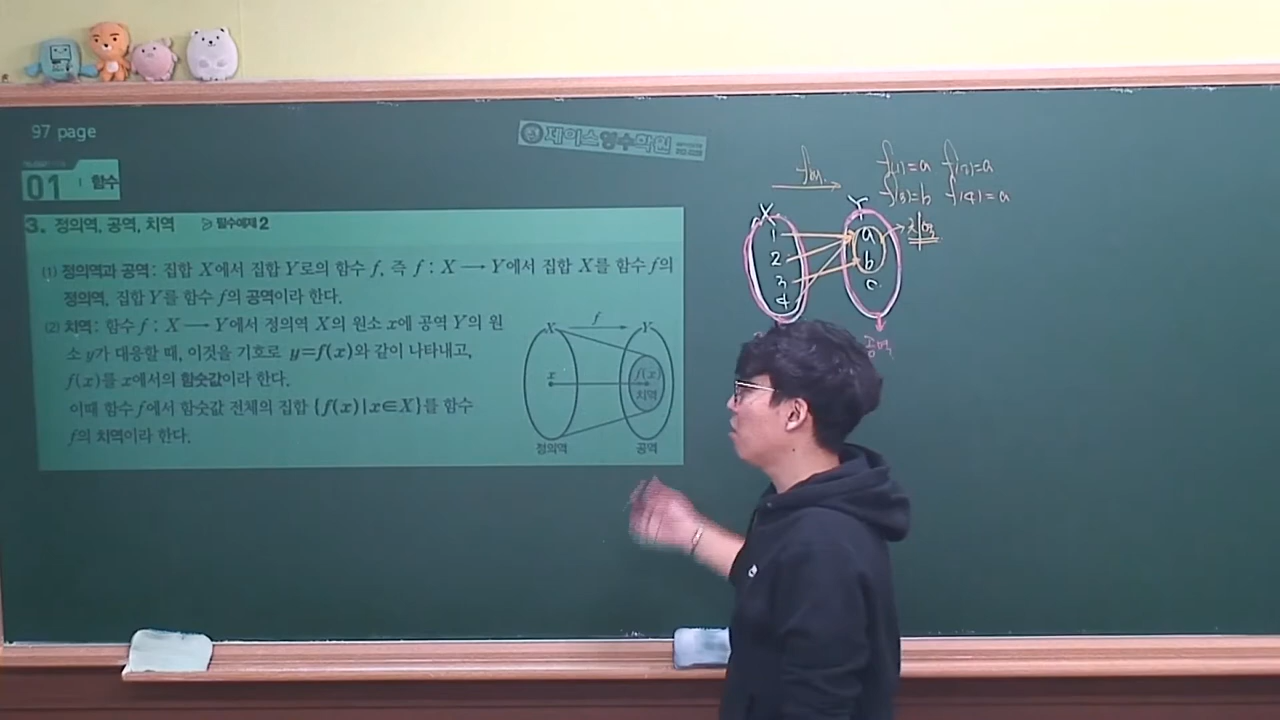 97 page
제이스영수학원
01 함수
3. 정의역, 공역, 치역 필수예제 2
(1) 정의역과 공역: 집합 X에서 집합 Y로의 함수 f, 즉 f : X → Y에서 집합 X를 함수 f의
정의역, 집합 Y를 함수 f의 공역이라 한다.
(2) 치역: 함수 f : X → Y에서 정의역 X의 원소 x에 공역 Y의 원
소 y가 대응할 때, 이것을 기호로 y=f(x)와 같이 나타내고,
f(x)를 x에서의 함숫값이라 한다.
이때 함수 f에서 함숫값 전체의 집합 {f(x)|x∈X}를 함수
f의 치역이라 한다.
X f Y
x f(x)
치역
정의역 공역
f(1)=a f(2)=a
f(3)=b f(4)=a
X Y
1 a 치역
2 b
3 c
4
공역